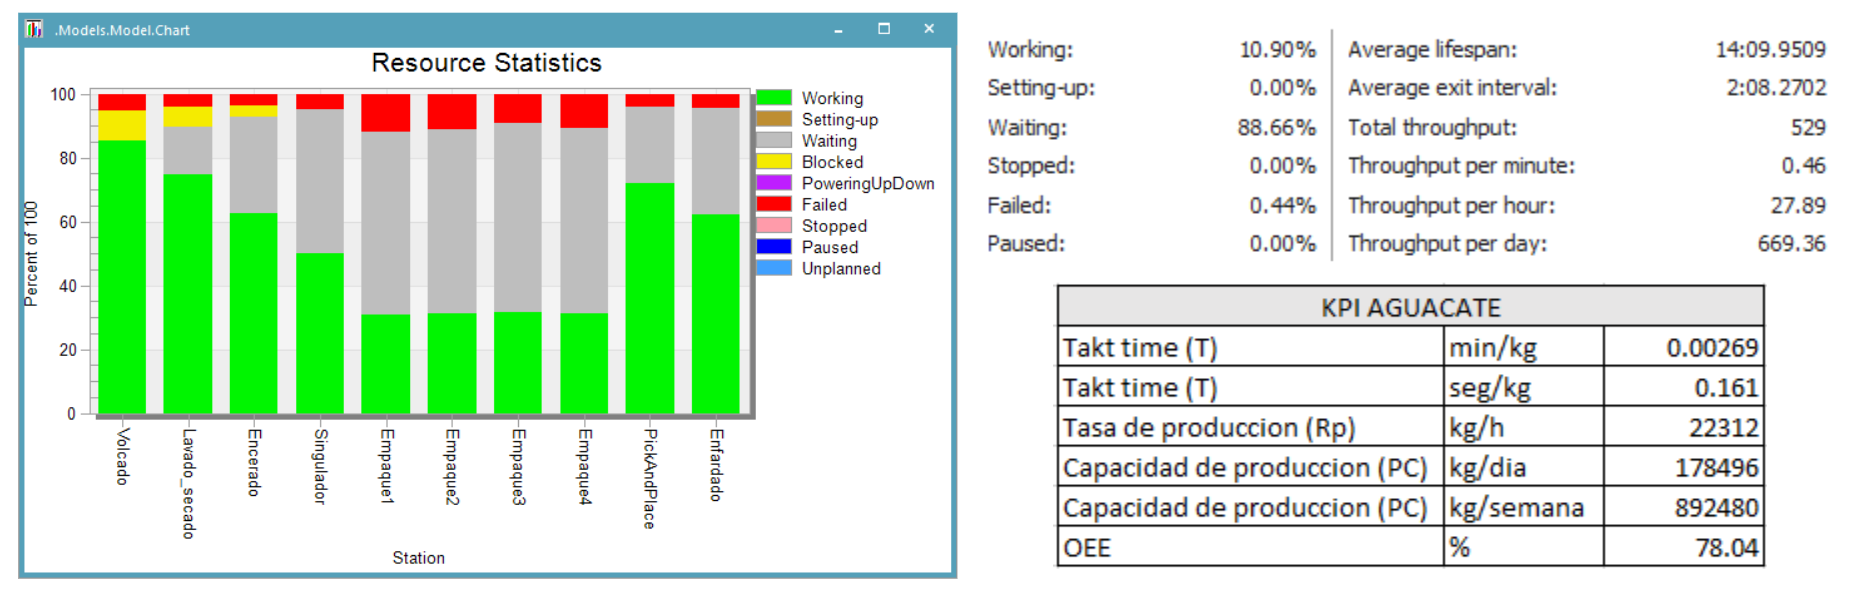 .Models.Model.Chart
Resource Statistics
100
80
60
40
20
0
Percent of 100
Volcado
Lavado_secado
Encerado
Singulador
Empaque1
Empaque2
Empaque3
Empaque4
PickAndPlace
Enfardado
Station
Working
Setting-up
Waiting
Blocked
PoweringUpDown
Failed
Stopped
Paused
Unplanned
Working: 10.90% Average lifespan: 14:09.9509
Setting-up: 0.00% Average exit interval: 2:08.2702
Waiting: 88.66% Total throughput: 529
Stopped: 0.00% Throughput per minute: 0.46
Failed: 0.44% Throughput per hour: 27.89
Paused: 0.00% Throughput per day: 669.36
KPI AGUACATE
Takt time (T) min/kg 0.00269
Takt time (T) seg/kg 0.161
Tasa de produccion (Rp) kg/h 22312
Capacidad de produccion (PC) kg/dia 178496
Capacidad de produccion (PC) kg/semana 892480
OEE % 78.04